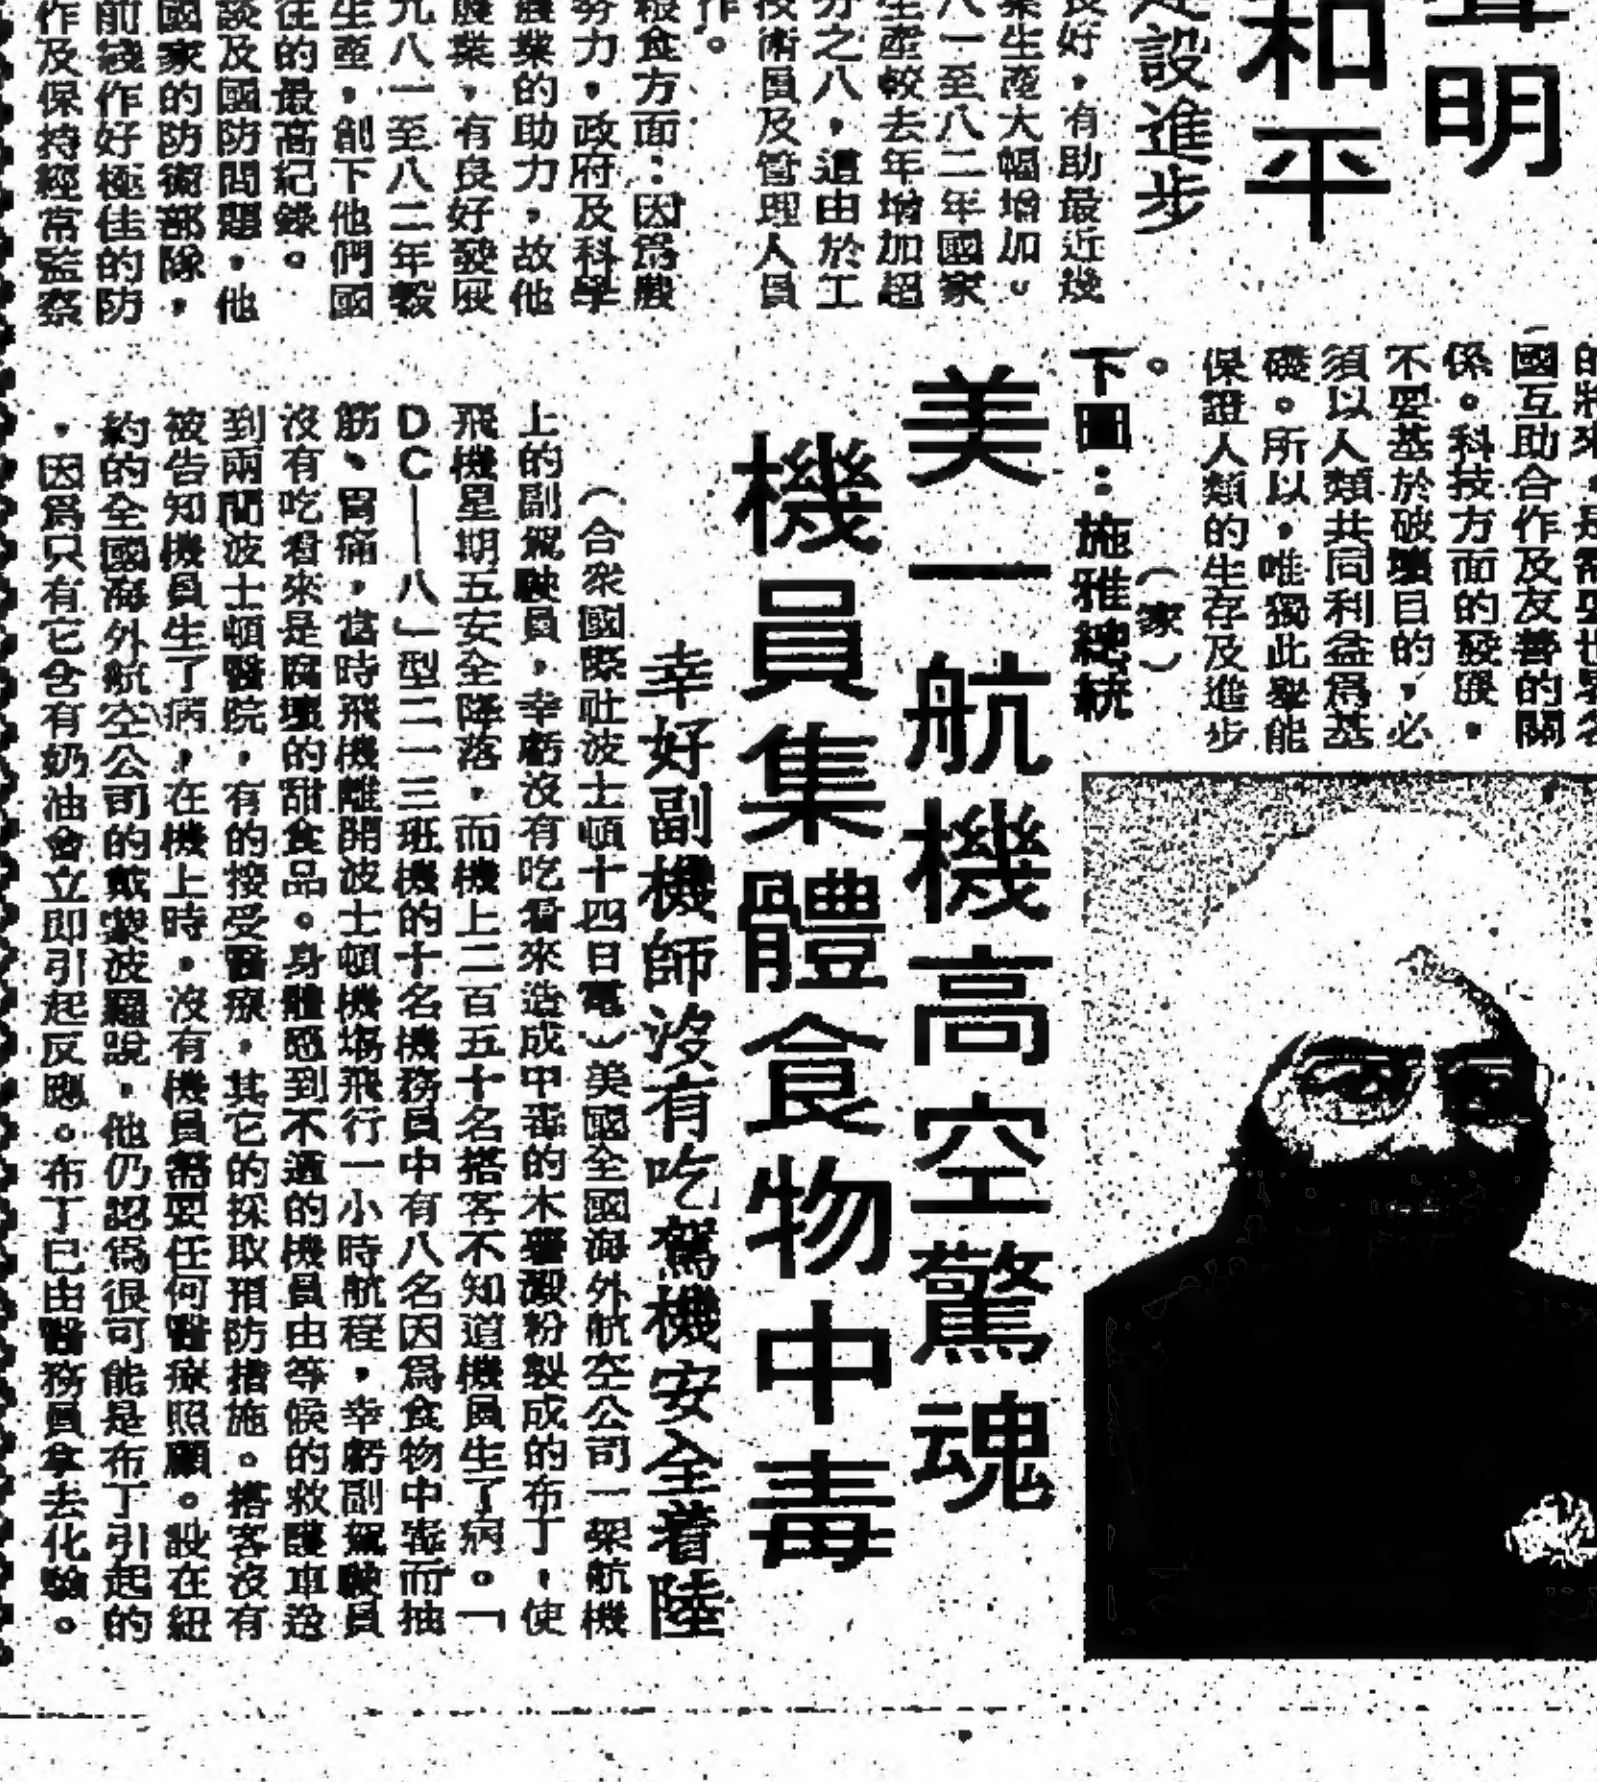 聲明
和平
建設進步
良好，有助最近幾
業生產大幅增加。
八一至八二年國家
生產較去年增加超
分之八，這由於工
技術員及管理人員
作。
粮食方面：因爲農
努力，政府及科學
農業的助力，故他
農業，有良好發展
九八一至八二年穀
生產，創下他們國
往的最高紀錄。
談及國防問題，他
國家的防衛部隊，
前綫作好極佳的防
作及保持經常監察
國互助合作及友善的關
係。科技方面的發展，
不要基於破壞目的，必
須以人類共同利益爲基
礎。所以，唯獨此舉能
保證人類的生存及進步
。（家）
下圖：施雅總統
美一航機高空驚魂
機員集體食物中毒
幸好副機師沒有吃駕機安全着陸
（合衆國際社波士頓十四日電）美國全國海外航空公司一架航機
上的副駕駛員，幸虧沒有吃看來造成中毒的木薯澱粉製成的布丁，使
飛機星期五安全降落，而機上二百五十名搭客不知道機員生了病。「
DC——八」型二一三班機的十名機務員中有八名因爲食物中毒而抽
筋、胃痛，當時飛機離開波士頓機塲飛行一小時航程，幸虧副駕駛員
沒有吃看來是腐壞的甜食品。身體感到不適的機員由等候的救護車送
到兩間波士頓醫院，有的接受醫療，其它的採取預防措施。搭客沒有
被告知機員生了病，在機上時，沒有機員需要任何醫療照顧。設在紐
約的全國海外航空公司的戴蒙波羅說，他仍認爲很可能是布丁引起的
，因爲只有它含有奶油會立即引起反應。布丁已由醫務員拿去化驗。